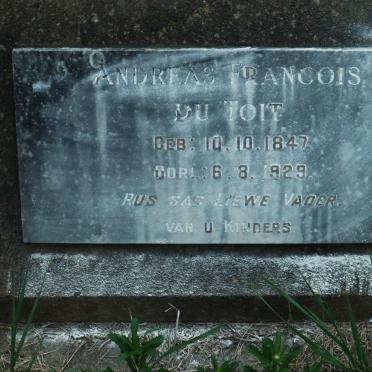 ANDREAS FRANCOIS
DU TOIT
GEB: 10.10.1847
OORL: 6.8.1929
RUS SAG LIEWE VADER.
VAN U KINDERS.